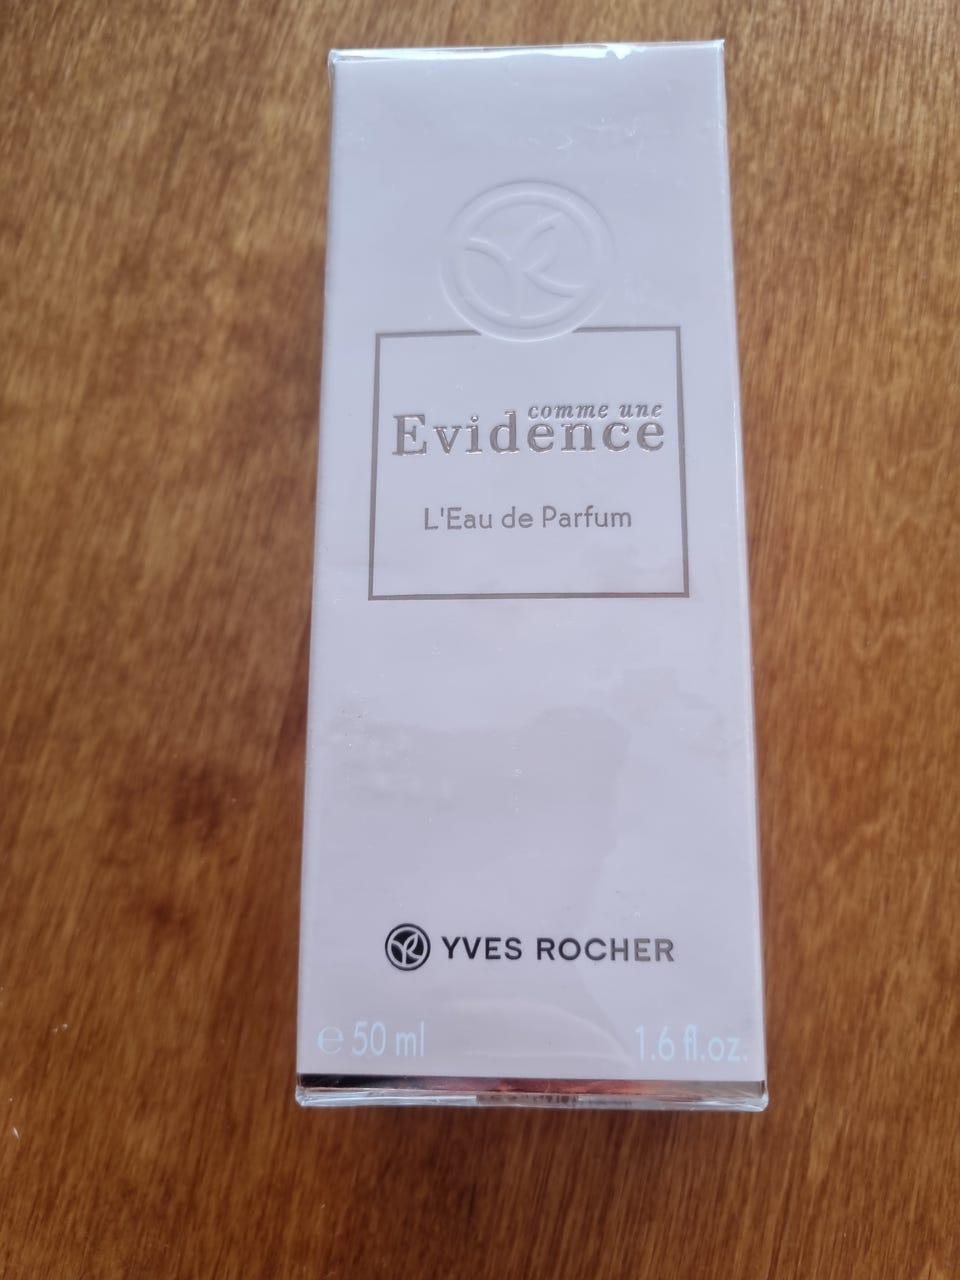 comme une
Evidence
L'Eau de Parfum
YVES ROCHER
℮ 50 ml
1.6 fl.oz.